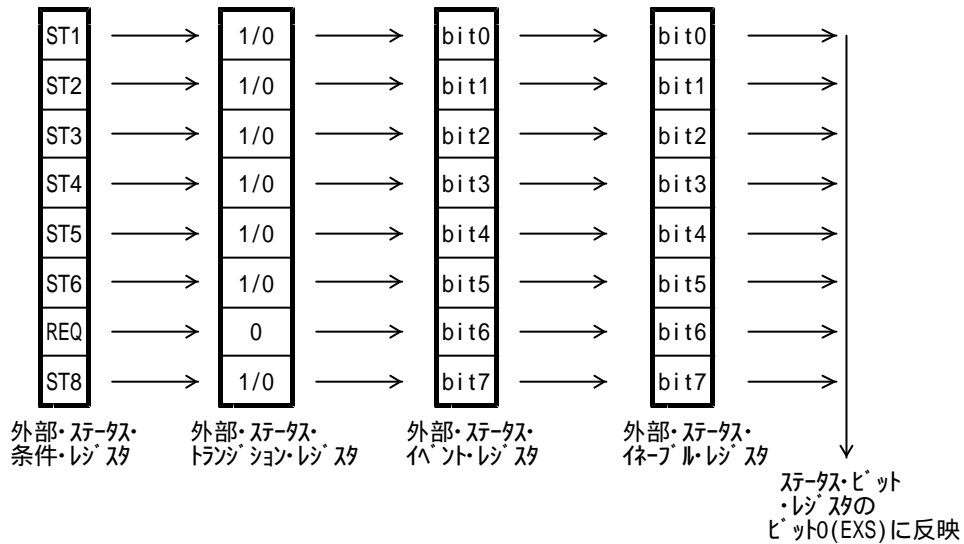 ST1 1/0 bit0 bit0
ST2 1/0 bit1 bit1
ST3 1/0 bit2 bit2
ST4 1/0 bit3 bit3
ST5 1/0 bit4 bit4
ST6 1/0 bit5 bit5
REQ 0 bit6 bit6
ST8 1/0 bit7 bit7
外部・ステータス・
条件・レジスタ
外部・ステータス・
トランジション・レジスタ
外部・ステータス・
イベント・レジスタ
外部・ステータス・
イネーブル・レジスタ
ステータス・ビット
・レジスタの
ビット0(EXS)に反映